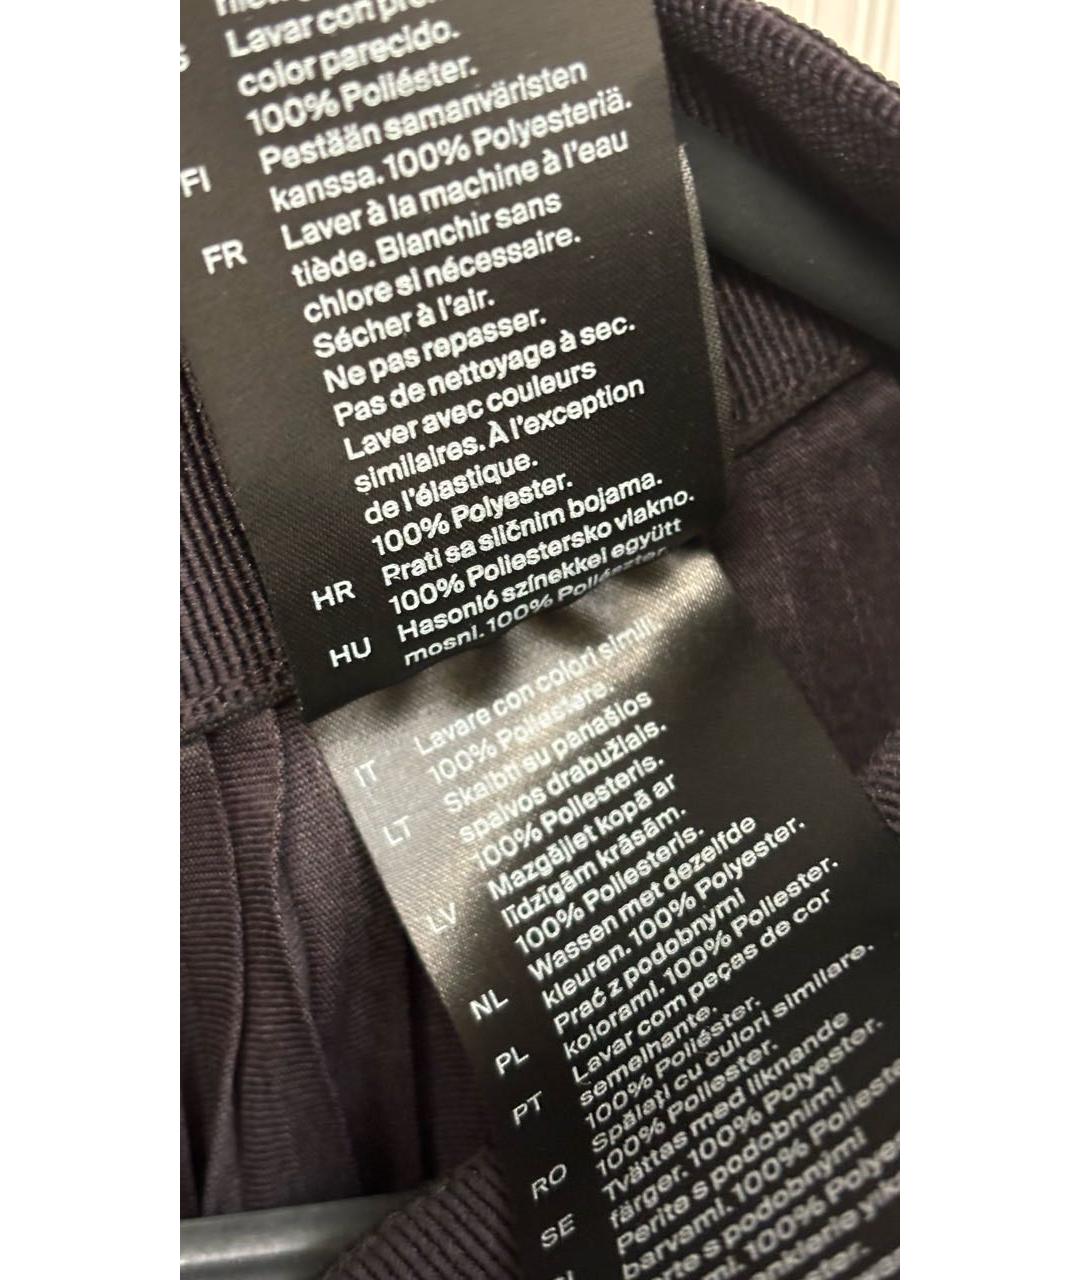 Lavar con
color parecido.
100% Poliéster.
FI Pestään samanväristen
kanssa. 100% Polyesteriä.
FR Laver à la machine à l'eau
tiède. Blanchir sans
chlore si nécessaire.
Sécher à l'air.
Ne pas repasser.
Pas de nettoyage à sec.
Laver avec couleurs
similaires. À l'exception
de l'élastique.
100% Polyester.
HR Prati sa sličnim bojama.
100% Poliestersko vlakno.
HU Hasonló színekkel együtt
mosni. 100% Poliészter.
IT Lavare con colori simili
100% Poliestere.
LT Skalbti su panašios
spalvos drabužiais.
100% Poliesteris.
LV Mazgājiet kopā ar
līdzīgām krāsām.
100% Poliesteris.
NL Wassen met dezelfde
kleuren. 100% Polyester.
PL Prać z podobnymi
kolorami. 100% Poliester.
PT Lavar com peças de cor
semelhante.
100% Poliéster.
RO Spălați cu culori similare.
100% Poliester.
SE Tvättas med liknande
färger. 100% Polyester.
Perite s podobnimi
barvami. 100% Polieste
s podobnými
100% Polyes